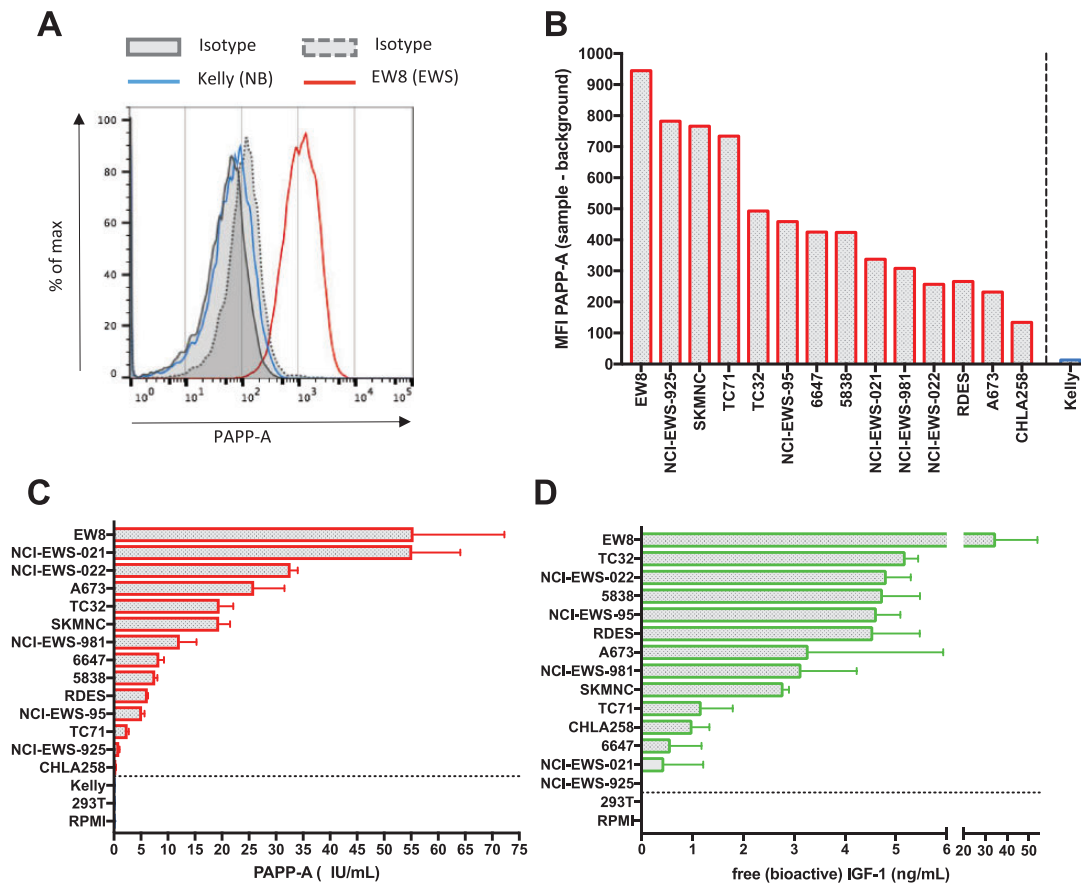 A
Isotype Isotype
Kelly (NB) EW8 (EWS)
% of max
100
80
60
40
20
0
10^0 10^1 10^2 10^3 10^4 10^5
PAPP-A
B
MFI PAPP-A (sample - background)
1000
900
800
700
600
500
400
300
200
100
0
EW8
NCI-EWS-925
SKMNC
TC71
TC32
NCI-EWS-95
6647
5838
NCI-EWS-021
NCI-EWS-981
NCI-EWS-022
RDES
A673
CHLA258
Kelly
C
EW8
NCI-EWS-021
NCI-EWS-022
A673
TC32
SKMNC
NCI-EWS-981
6647
5838
RDES
NCI-EWS-95
TC71
NCI-EWS-925
CHLA258
Kelly
293T
RPMI
0 5 10 15 20 25 30 35 40 45 50 55 60 65 70 75
PAPP-A ( IU/mL)
D
EW8
TC32
NCI-EWS-022
5838
NCI-EWS-95
RDES
A673
NCI-EWS-981
SKMNC
TC71
CHLA258
6647
NCI-EWS-021
NCI-EWS-925
293T
RPMI
0 1 2 3 4 5 6 20 30 40 50
free (bioactive) IGF-1 (ng/mL)